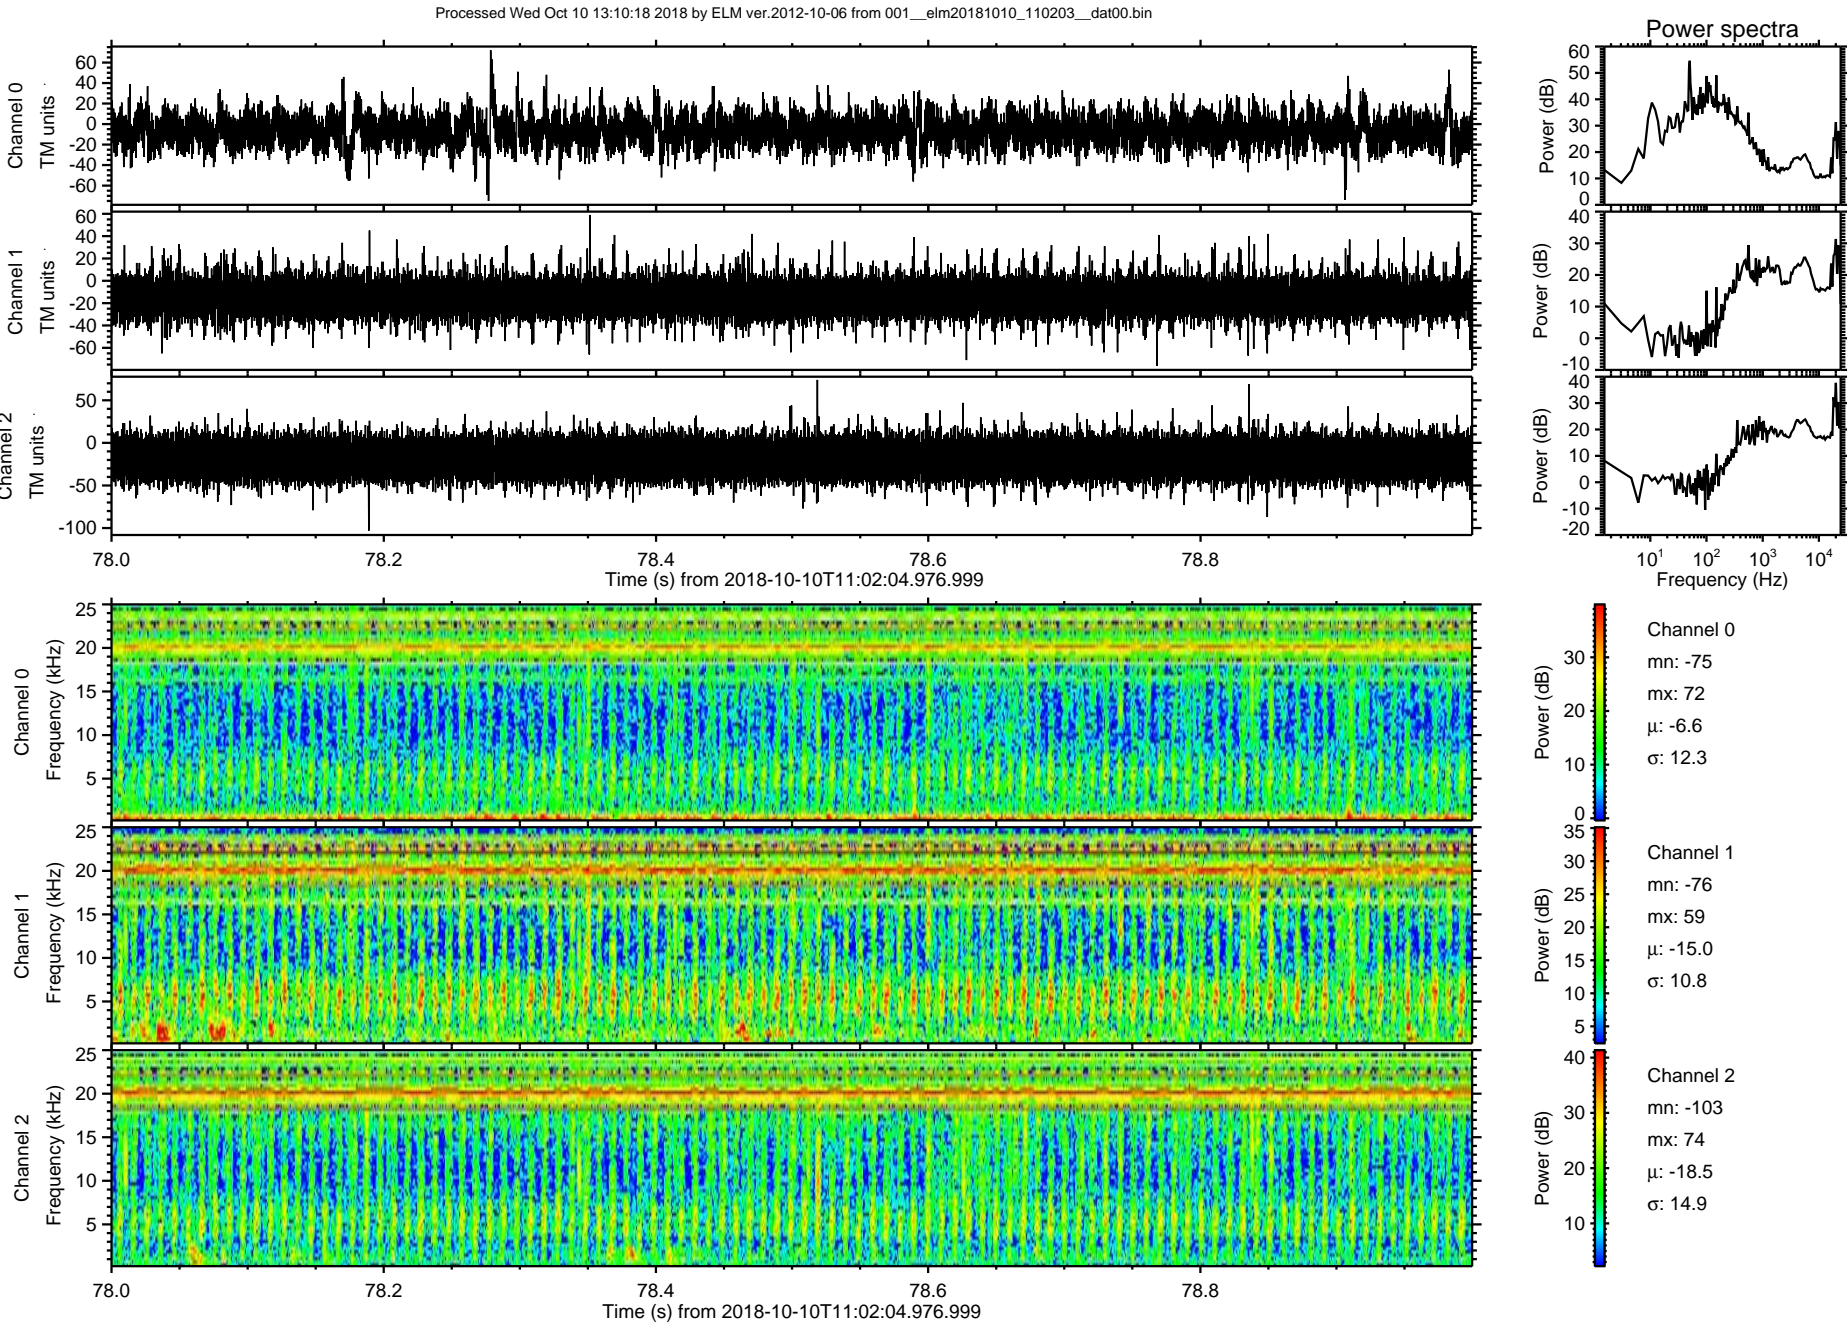 Processed Wed Oct 10 13:10:18 2018 by ELM ver.2012-10-06 from 001__elm20181010_110203__dat00.bin
Power spectra
Channel 0
TM units
60
40
20
0
-20
-40
-60
Power (dB)
60
50
40
30
20
10
0
Channel 1
TM units
60
40
20
0
-20
-40
-60
Power (dB)
40
30
20
10
0
-10
Channel 2
TM units
50
0
-50
-100
Power (dB)
40
30
20
10
0
-10
-20
78.0 78.2 78.4 78.6 78.8
Time (s) from 2018-10-10T11:02:04.976.999
10¹ 10² 10³ 10⁴
Frequency (Hz)
Channel 0
Frequency (kHz)
25
20
15
10
5
Power (dB)
30
20
10
0
Channel 0
mn: -75
mx: 72
μ: -6.6
σ: 12.3
Channel 1
Frequency (kHz)
25
20
15
10
5
Power (dB)
35
30
25
20
15
10
5
Channel 1
mn: -76
mx: 59
μ: -15.0
σ: 10.8
Channel 2
Frequency (kHz)
25
20
15
10
5
Power (dB)
40
30
20
10
Channel 2
mn: -103
mx: 74
μ: -18.5
σ: 14.9
78.0 78.2 78.4 78.6 78.8
Time (s) from 2018-10-10T11:02:04.976.999